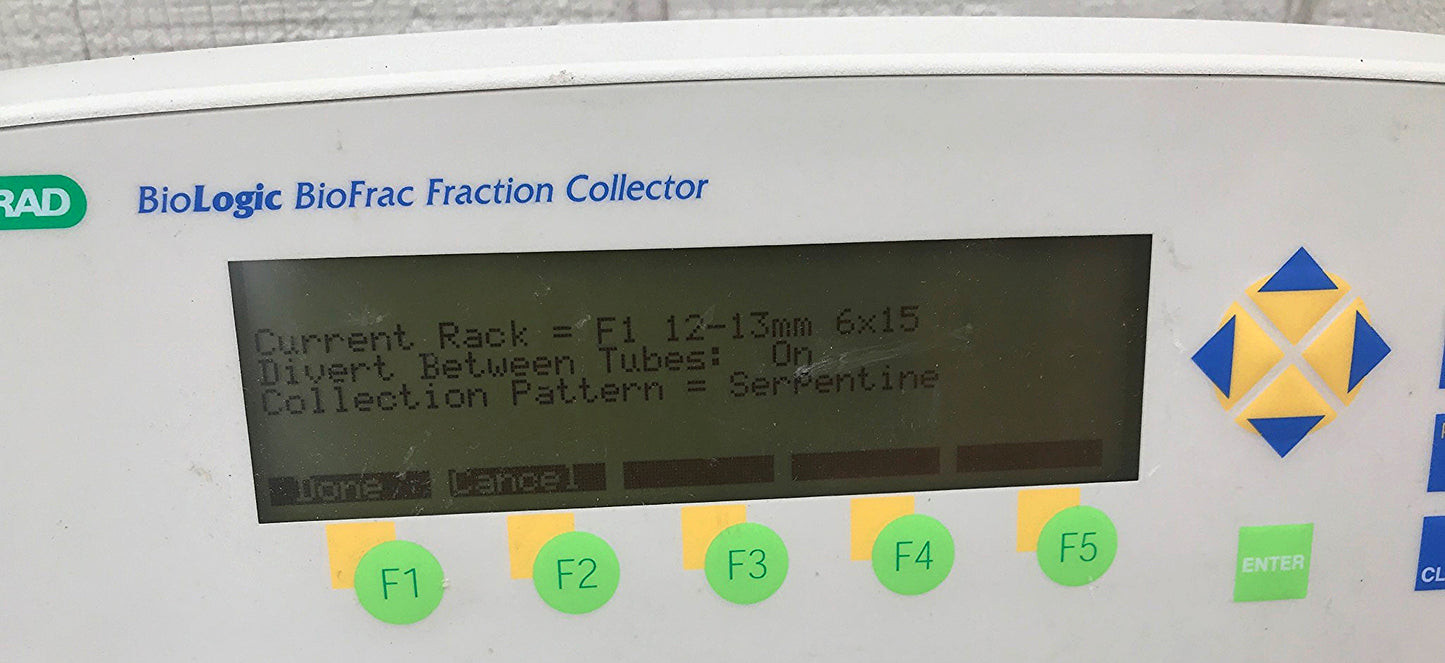 RAD
BioLogic BioFrac Fraction Collector
Current Rack = F1 12-13mm 6x15
Divert Between Tubes: On
Collection Pattern = Serpentine
Done Cancel
F1 F2 F3 F4 F5
ENTER
CL